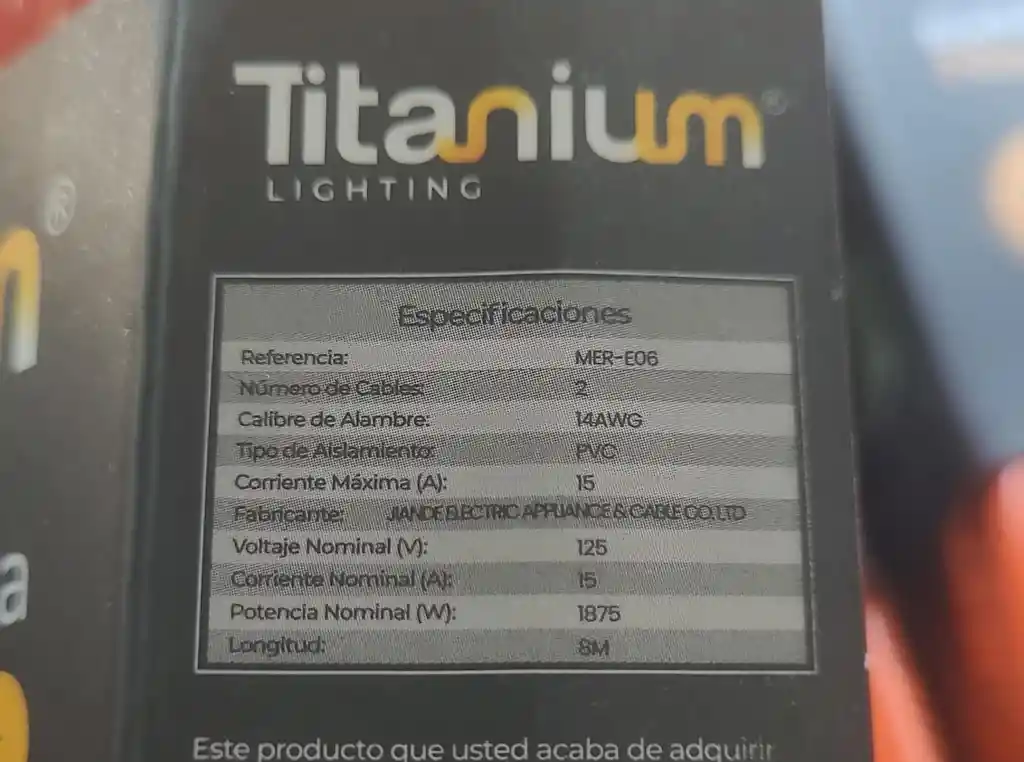 Titanium®
LIGHTING
Especificaciones
Referencia: MER-E06
Número de Cables: 2
Calibre de Alambre: 14AWG
Tipo de Aislamiento: PVC
Corriente Máxima (A): 15
Fabricante: JIANDE ELECTRIC APPLIANCE & CABLE CO. LTD
Voltaje Nominal (V): 125
Corriente Nominal (A): 15
Potencia Nominal (W): 1875
Longitud: 8M
Este producto que usted acaba de adquirir